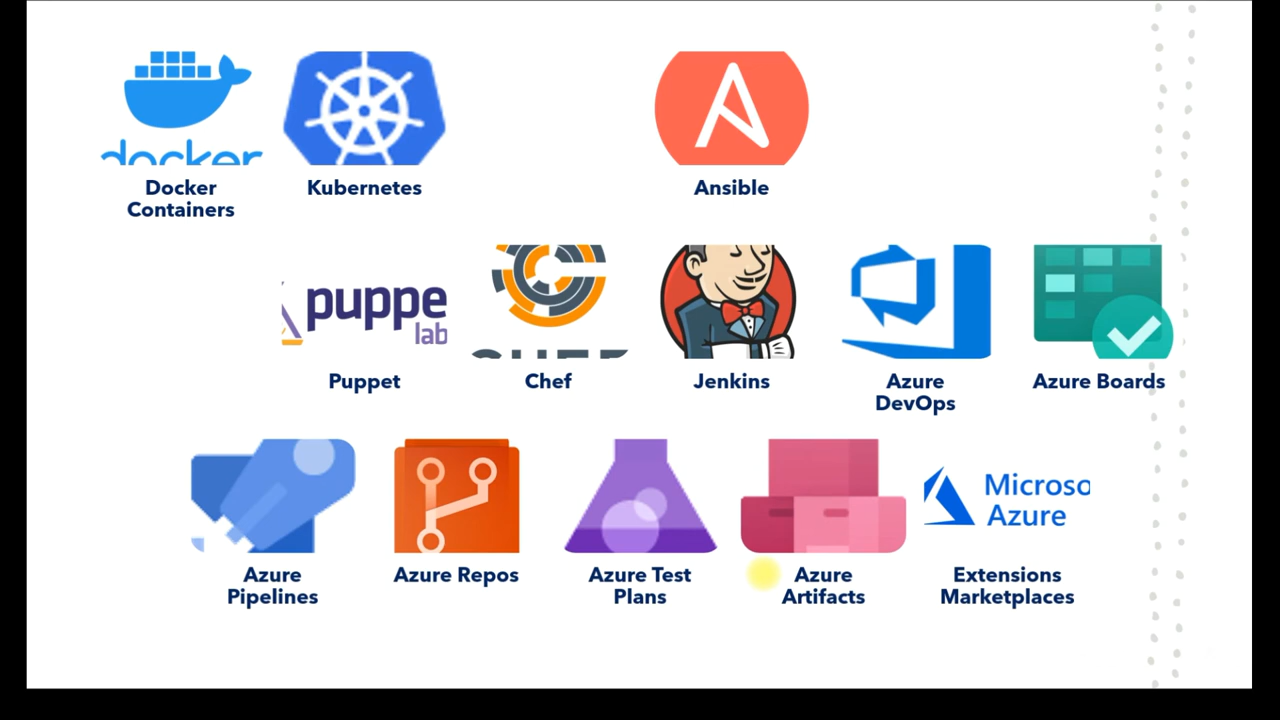 docker
Docker
Containers
Kubernetes
Ansible
puppe
lab
CHEF
Puppet
Chef
Jenkins
Azure
DevOps
Azure Boards
Microso
Azure
Azure
Pipelines
Azure Repos
Azure Test
Plans
Azure
Artifacts
Extensions
Marketplaces